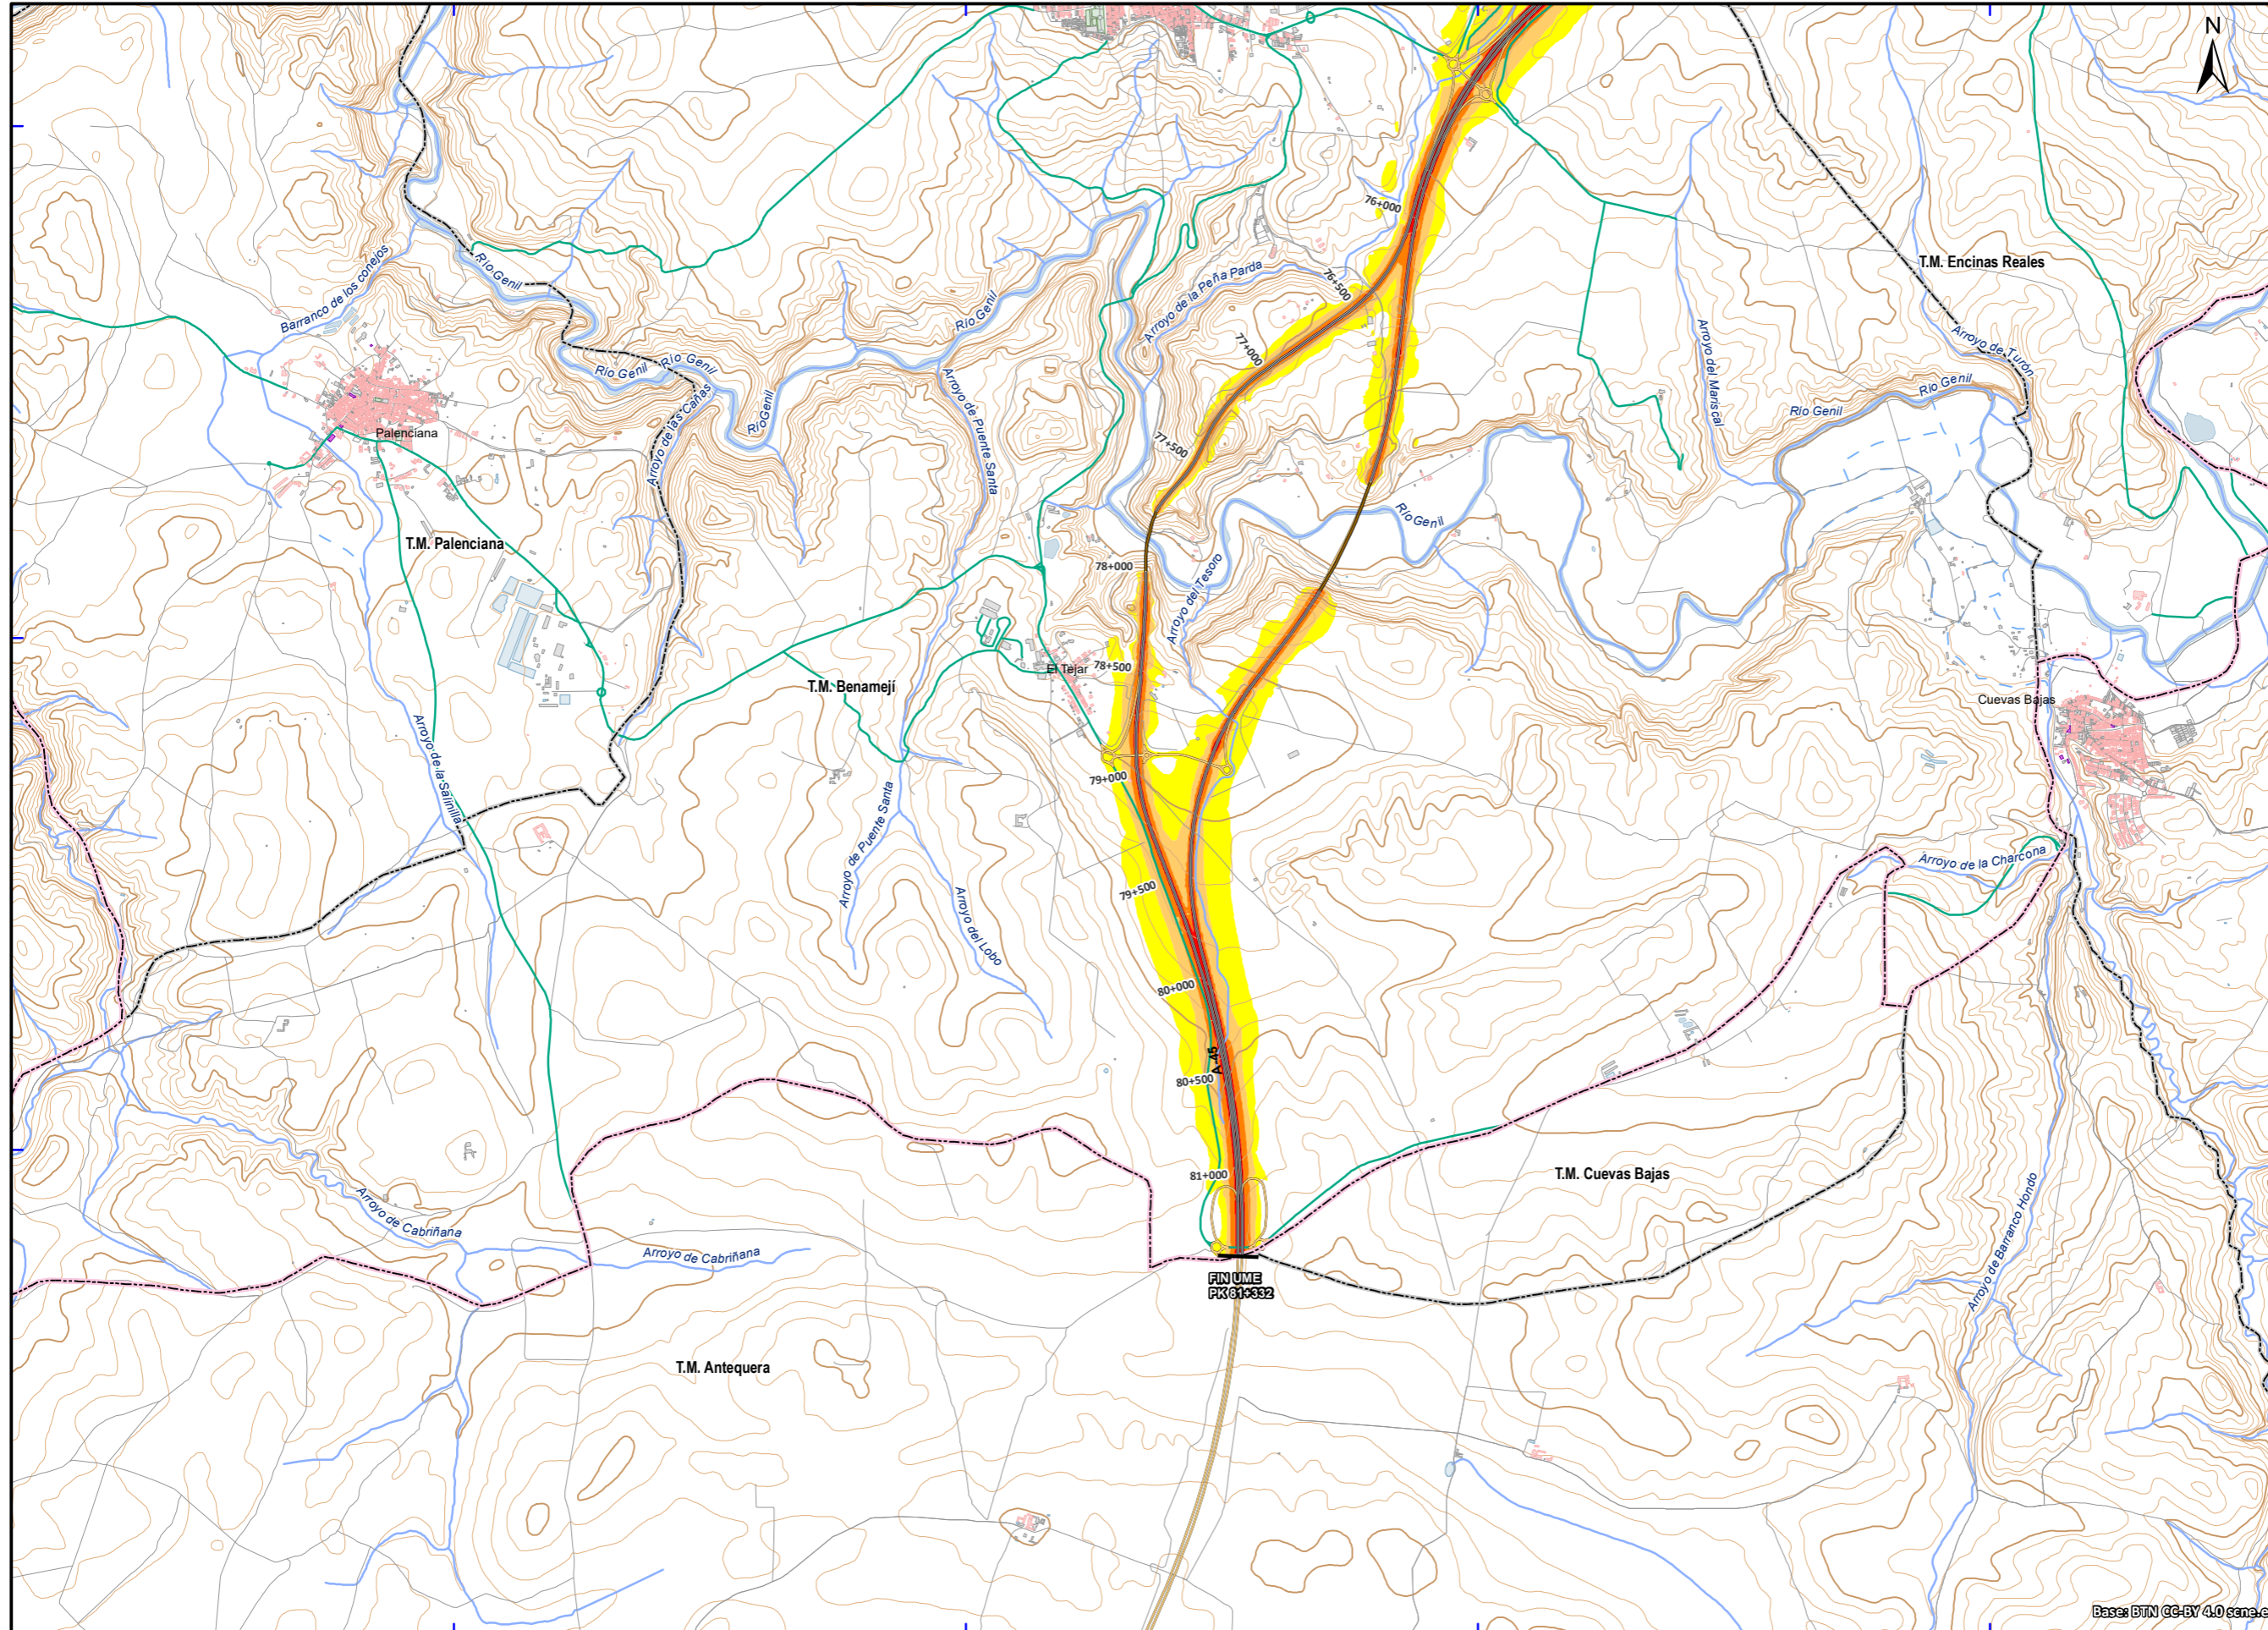 N
76+000
T.M. Encinas Reales
Barranco de los conejos
Río Genil
Arroyo de la Peña Parda
76+500
Río Genil
Arroyo del Mariscal
Arroyo de Turón
77+000
Río Genil
Río Genil
Río Genil
Río Genil
Río Genil
Arroyo de las Cañas
Arroyo de Puente Santa
Palenciana
77+500
Río Genil
T.M. Palenciana
78+000
Arroyo del Tesoro
El Tejar
78+500
T.M. Benamejí
Cuevas Bajas
Arroyo de la Salinilla
79+000
Arroyo de Puente Santa
79+500
Arroyo de la Charcona
Arroyo del Lobo
80+000
A-45
80+500
81+000
T.M. Cuevas Bajas
Arroyo de Cabriñana
Arroyo de Cabriñana
Arroyo de Barranco Hondo
FIN UME
PK 81+332
T.M. Antequera
Base: BTN CC-BY 4.0 scne.e